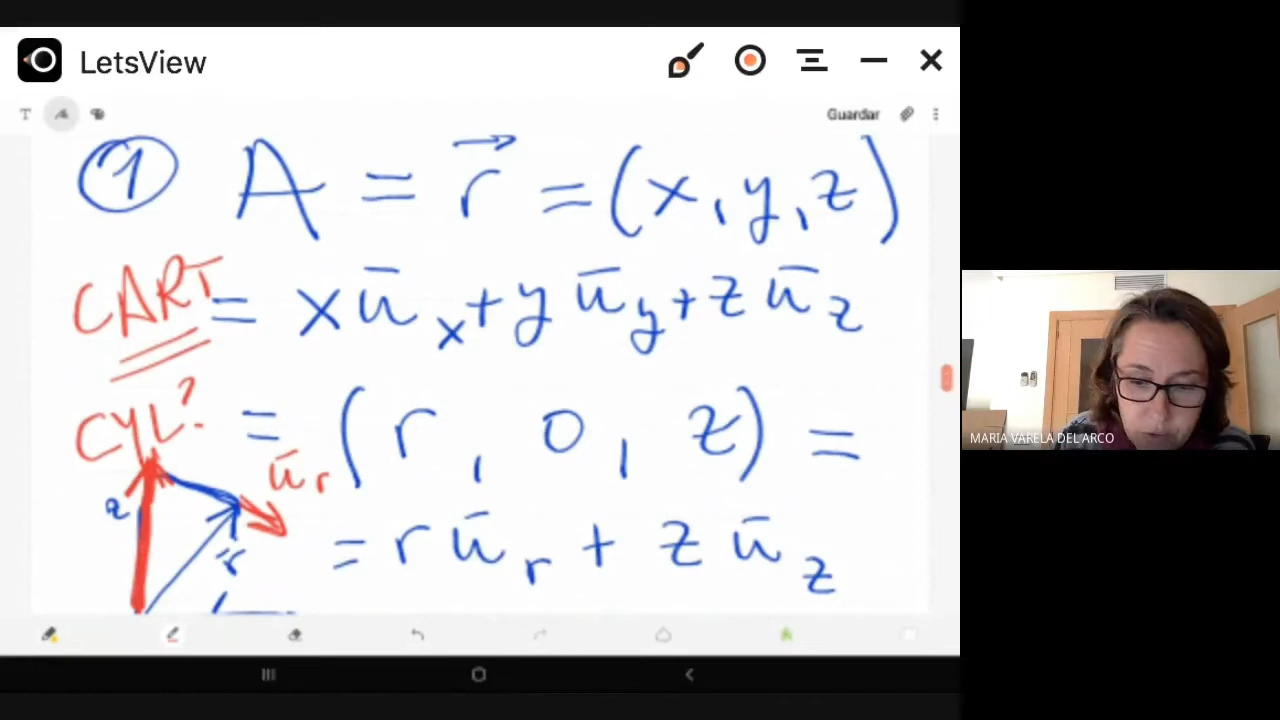 LetsView
T
Guardar
① A = r⃗ = (x, y, z)
CART = x ū_x + y ū_y + z ū_z
CYL? = (r, 0, z) =
ū_r
= r ū_r + z ū_z
r⃗
MARIA VARELA DEL ARCO